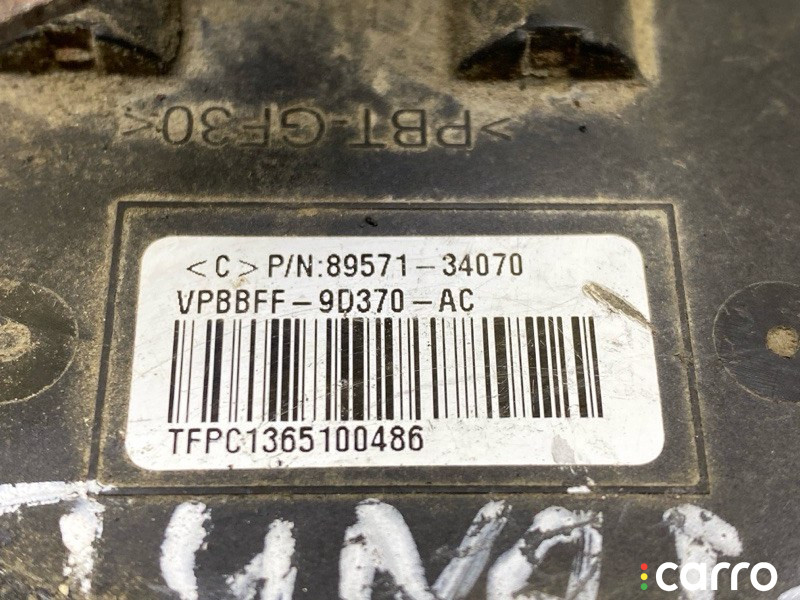 >PBT-GF30<
<C> P/N:89571-34070
VPBBFF-9D370-AC
TFPC1365100486
carro